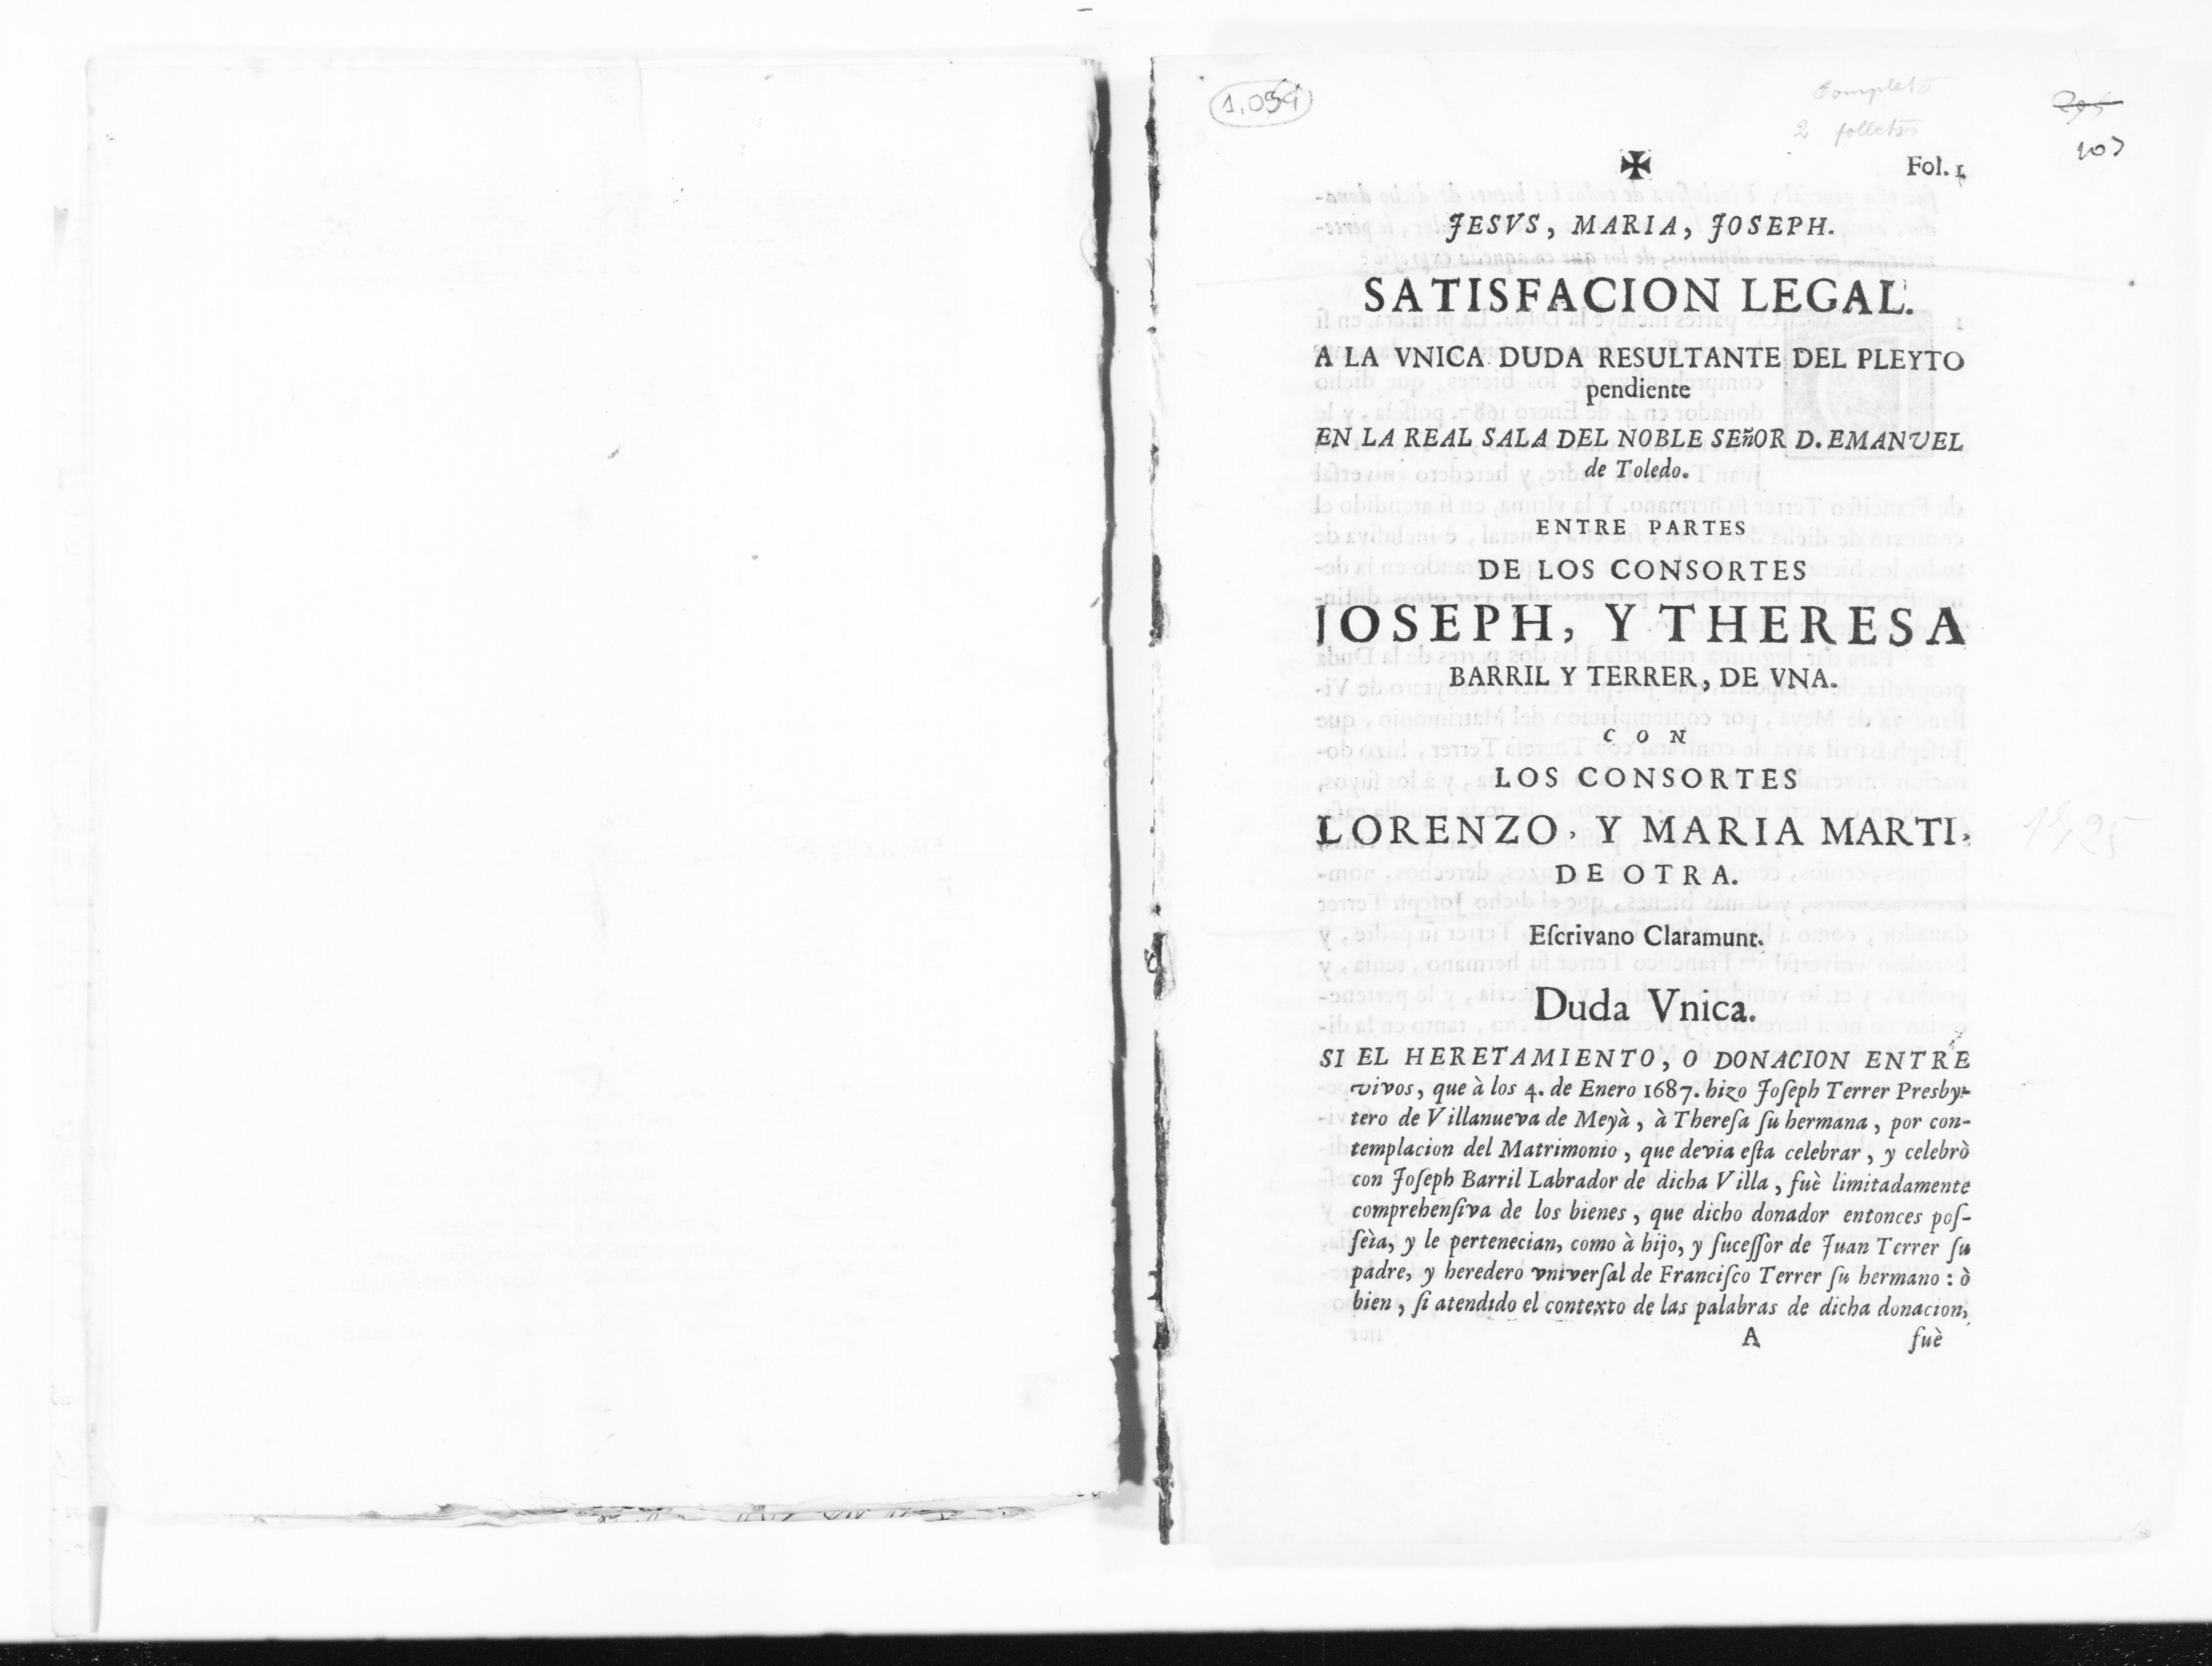 1,059
Complet
2 folletos
103
✠
Fol. 1
JESVS, MARIA, JOSEPH.
SATISFACION LEGAL.
A LA VNICA DUDA RESULTANTE DEL PLEYTO
pendiente
EN LA REAL SALA DEL NOBLE SEñOR D. EMANUEL
de Toledo.
ENTRE PARTES
DE LOS CONSORTES
JOSEPH, Y THERESA
BARRIL Y TERRER, DE VNA.
CON
LOS CONSORTES
LORENZO, Y MARIA MARTI,
DE OTRA.
Eſcrivano Claramunt.
Duda Vnica.
SI EL HERETAMIENTO, O DONACION ENTRE
vivos, que à los 4. de Enero 1687. hizo Joſeph Terrer Presby-
tero de Villanueva de Meyà, à Thereſa ſu hermana, por con-
templacion del Matrimonio, que devia eſta celebrar, y celebrò
con Joſeph Barril Labrador de dicha Villa, fuè limitadamente
comprehenſiva de los bienes, que dicho donador entonces poſ-
ſeìa, y le pertenecian, como à hijo, y ſuceſſor de Juan Terrer ſu
padre, y heredero vniverſal de Franciſco Terrer ſu hermano: ò
bien, ſi atendido el contexto de las palabras de dicha donacion,
A
fuè